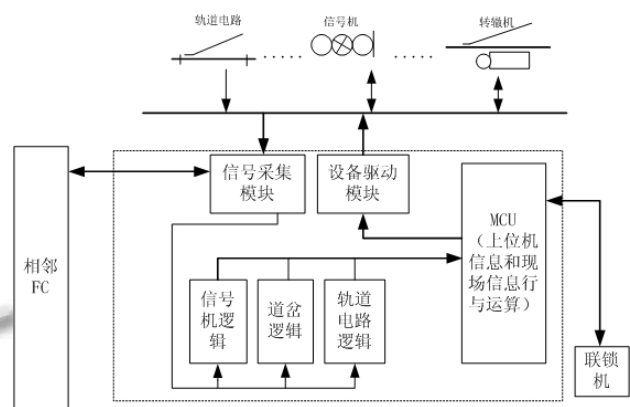 轨道电路
信号机
转辙机
信号采集
模块
设备驱动
模块
MCU
（上位机
信息和现
场信息行
与运算）
相邻
FC
信号
机逻
辑
道岔
逻辑
轨道
电路
逻辑
联锁
机